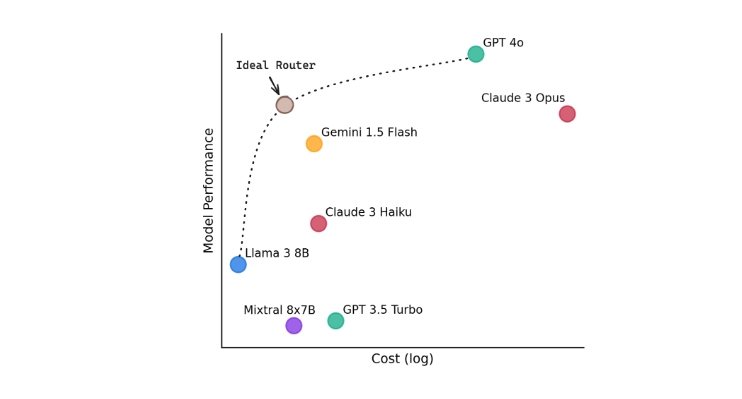 GPT 4o
Ideal Router
Claude 3 Opus
Gemini 1.5 Flash
Model Performance
Claude 3 Haiku
Llama 3 8B
Mixtral 8x7B
GPT 3.5 Turbo
Cost (log)